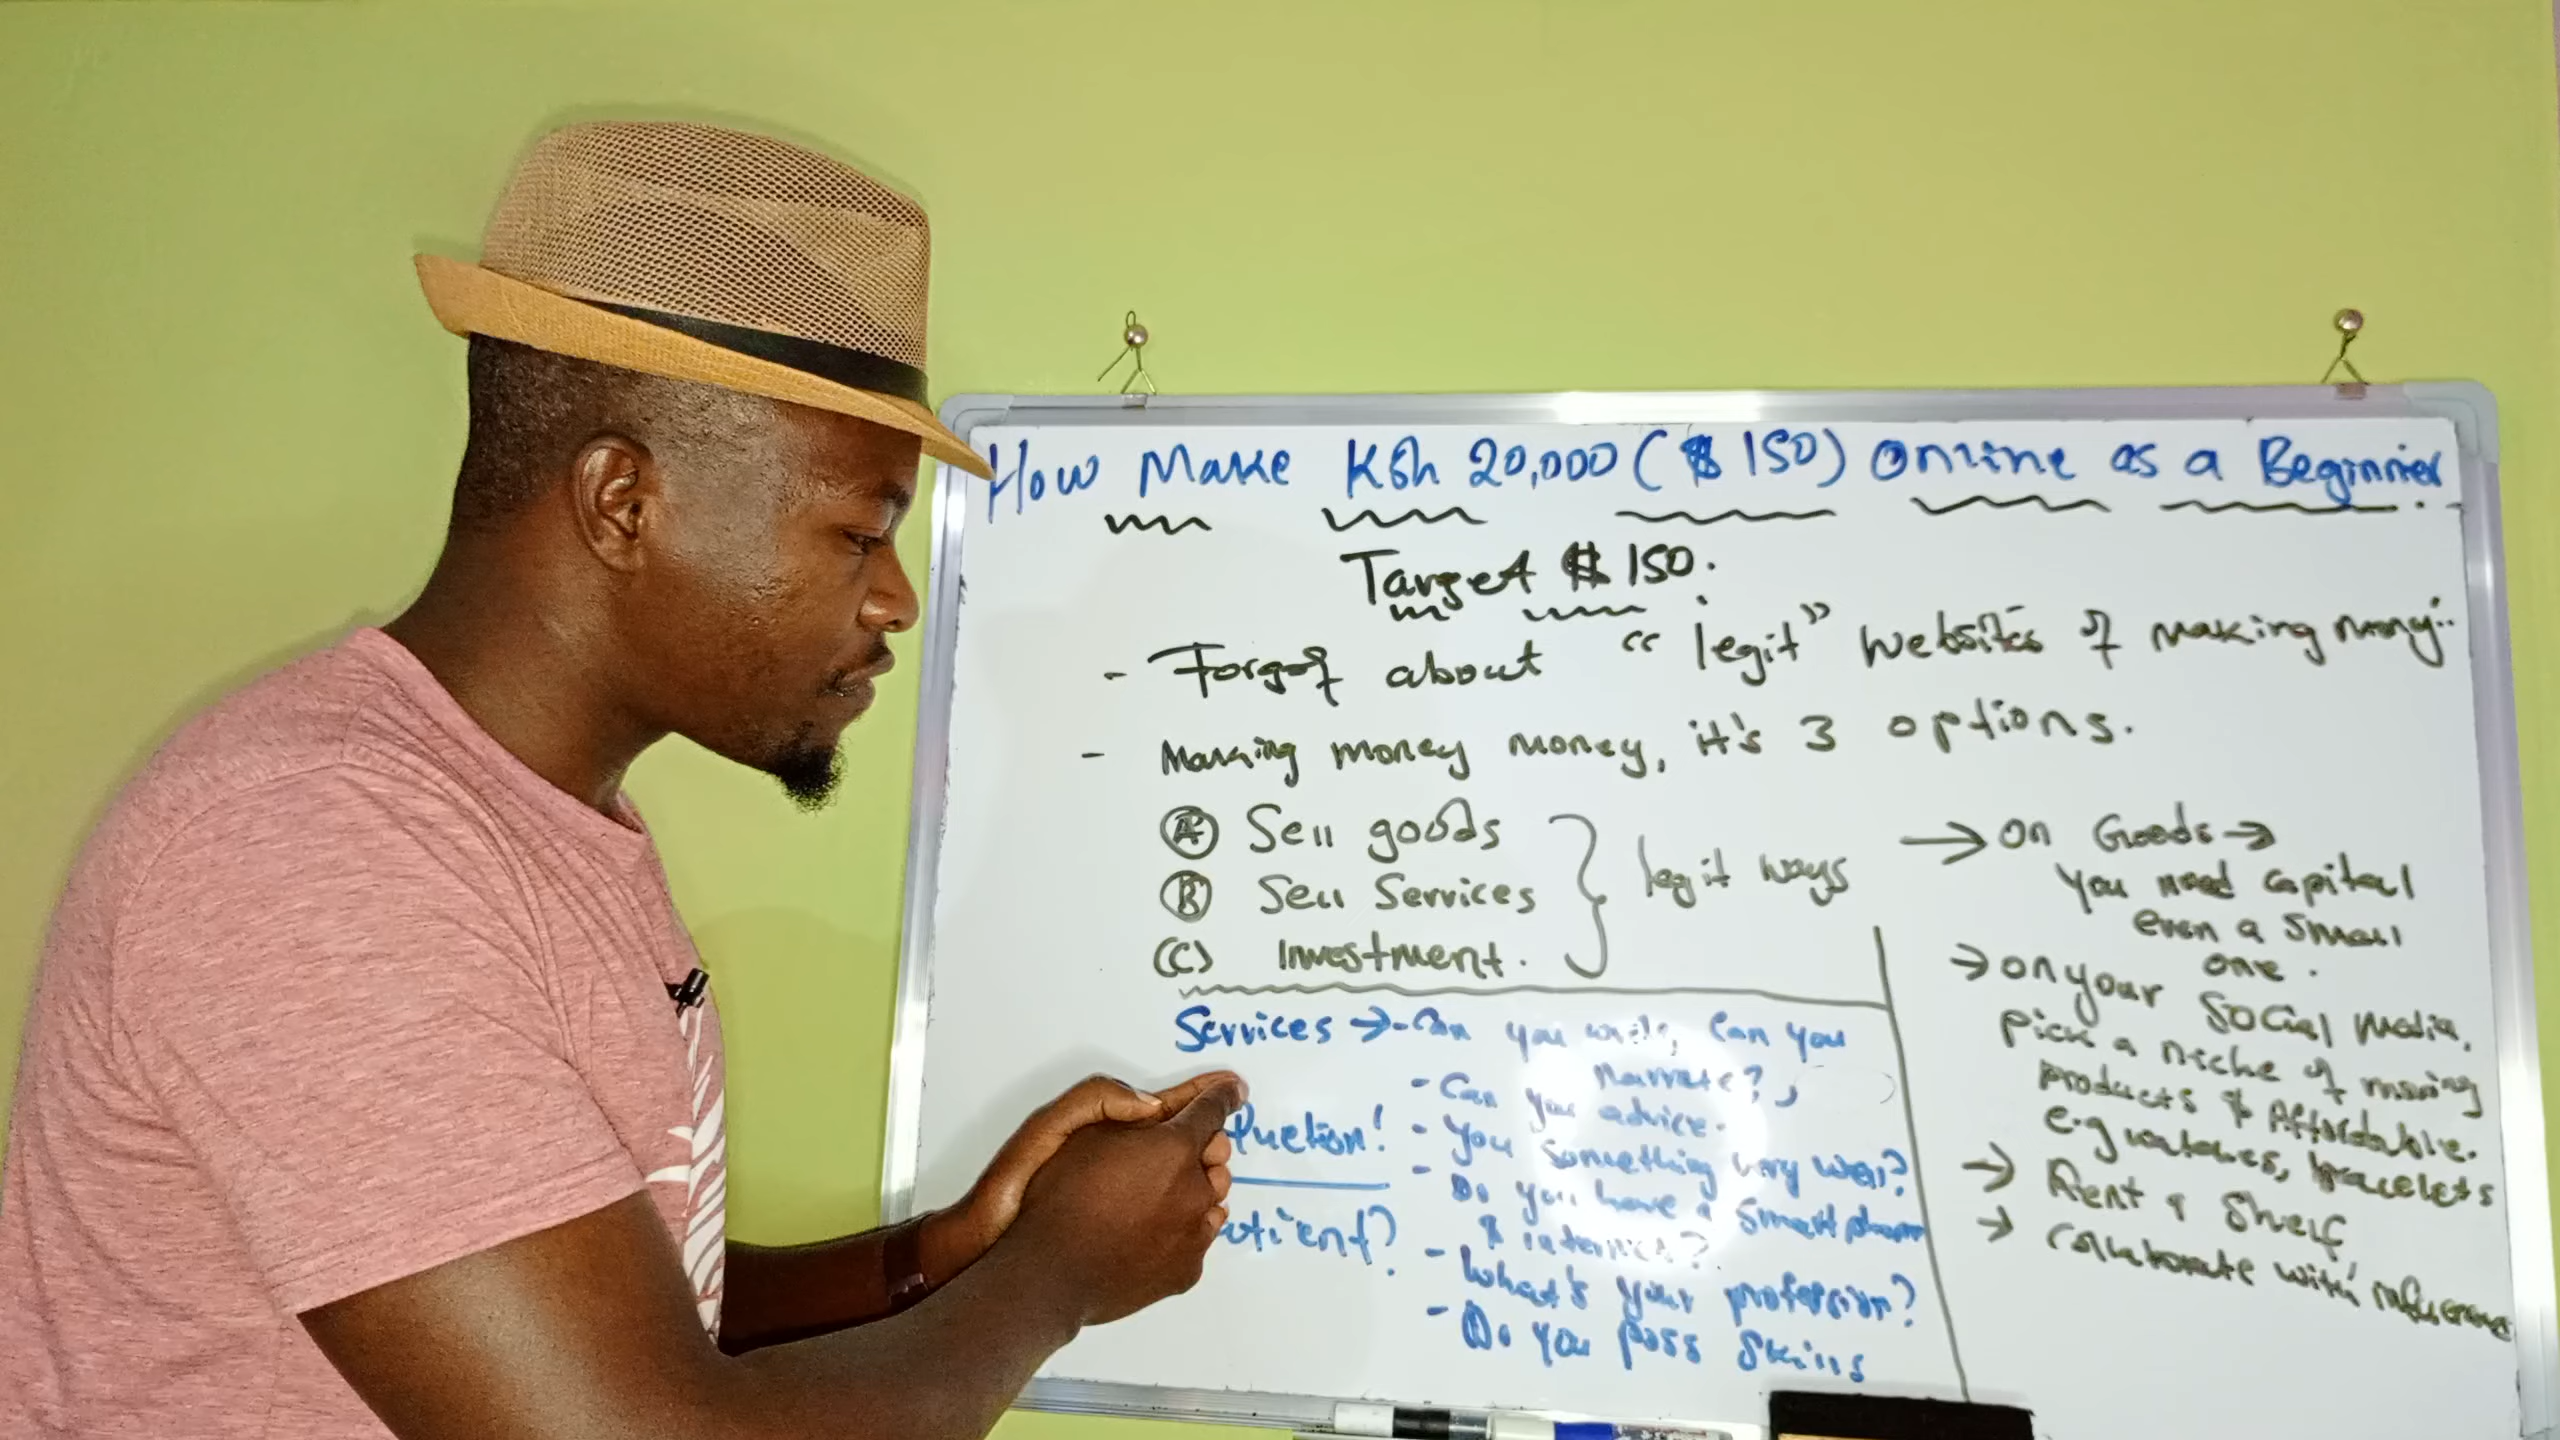 How Make Ksh 20,000 ($ 150) Online as a Beginner.
Target $ 150.
- Forget about "legit" websites of making money.
- Making money money, it's 3 options.
(A) Sell goods
(B) Sell Services
(C) Investment.
legit ways
Services → - Can you write, Can you
Narrate?,
- Can you advice.
- You Something very well?
- Do you have a Smart phone
& internet?
- What's your profession?
- Do you poss Skills
→ On Goods →
You need capital
even a small
one.
→ on your Social Media,
Pick a niche of moving
products & Affordable.
e.g watches, bracelets
→ Rent a Shelf
→ Collaborate with